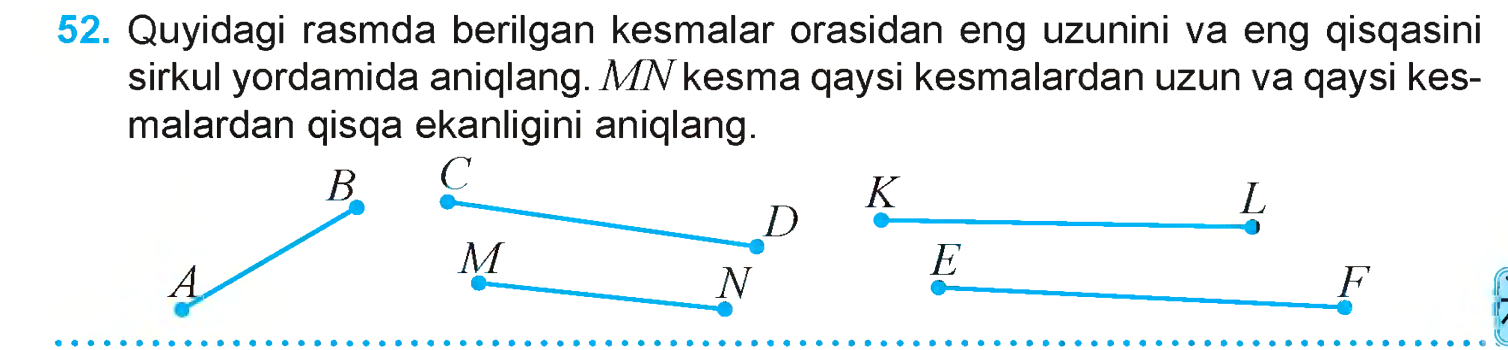 52. Quyidagi rasmda berilgan kesmalar orasidan eng uzunini va eng qisqasini
sirkul yordamida aniqlang. MN kesma qaysi kesmalardan uzun va qaysi kes-
malardan qisqa ekanligini aniqlang.
B C K L
A M N D E F